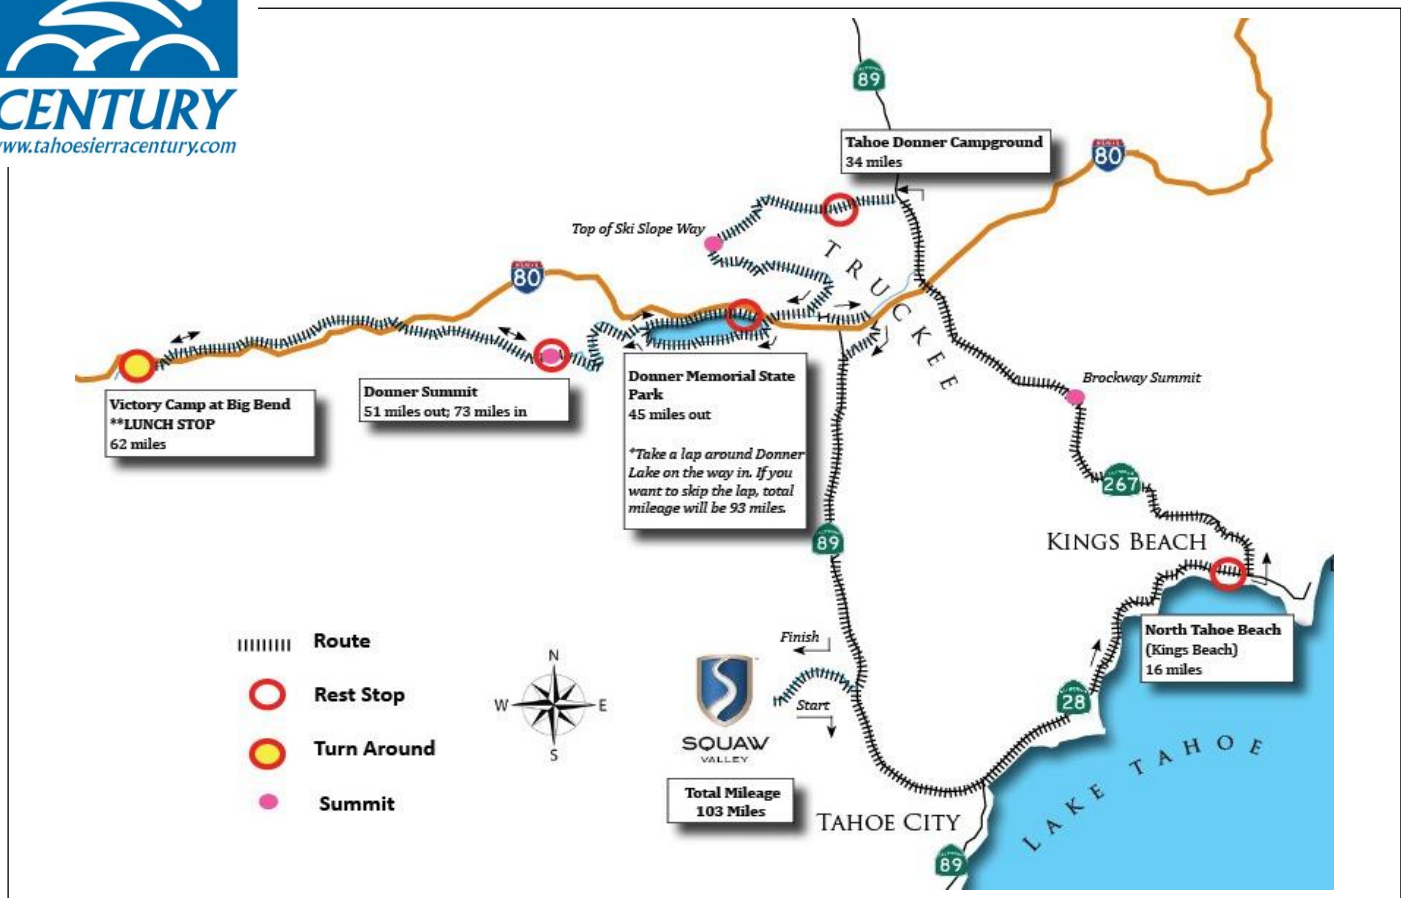 CENTURY
www.tahoesierracentury.com
89
Tahoe Donner Campground
34 miles
80
Top of Ski Slope Way
80
TRUCKEE
Brockway Summit
Victory Camp at Big Bend
**LUNCH STOP
62 miles
Donner Summit
51 miles out; 73 miles in
Donner Memorial State
Park
45 miles out
*Take a lap around Donner
Lake on the way in. If you
want to skip the lap, total
mileage will be 93 miles.
267
89
KINGS BEACH
North Tahoe Beach
(Kings Beach)
16 miles
Route
Rest Stop
Turn Around
Summit
N
W E
S
Finish
Start
SQUAW
VALLEY
28
Total Mileage
103 Miles
TAHOE CITY
LAKE TAHOE
89